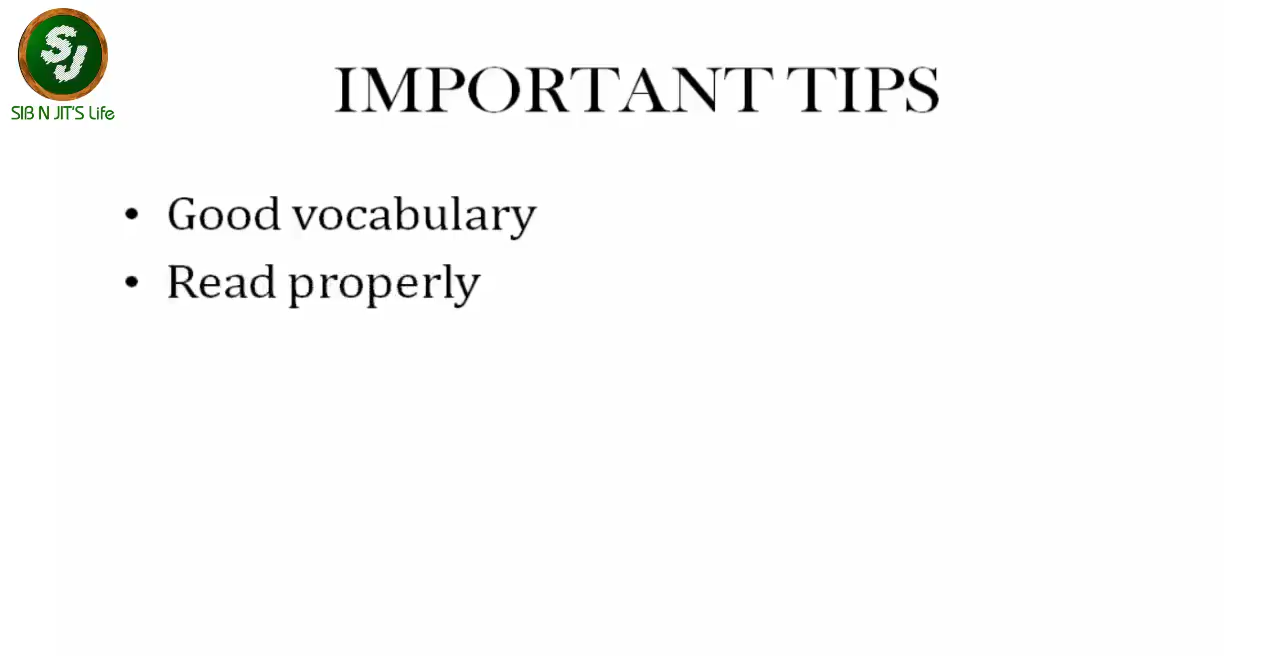 SJ
SIB N JIT'S Life
IMPORTANT TIPS
• Good vocabulary
• Read properly